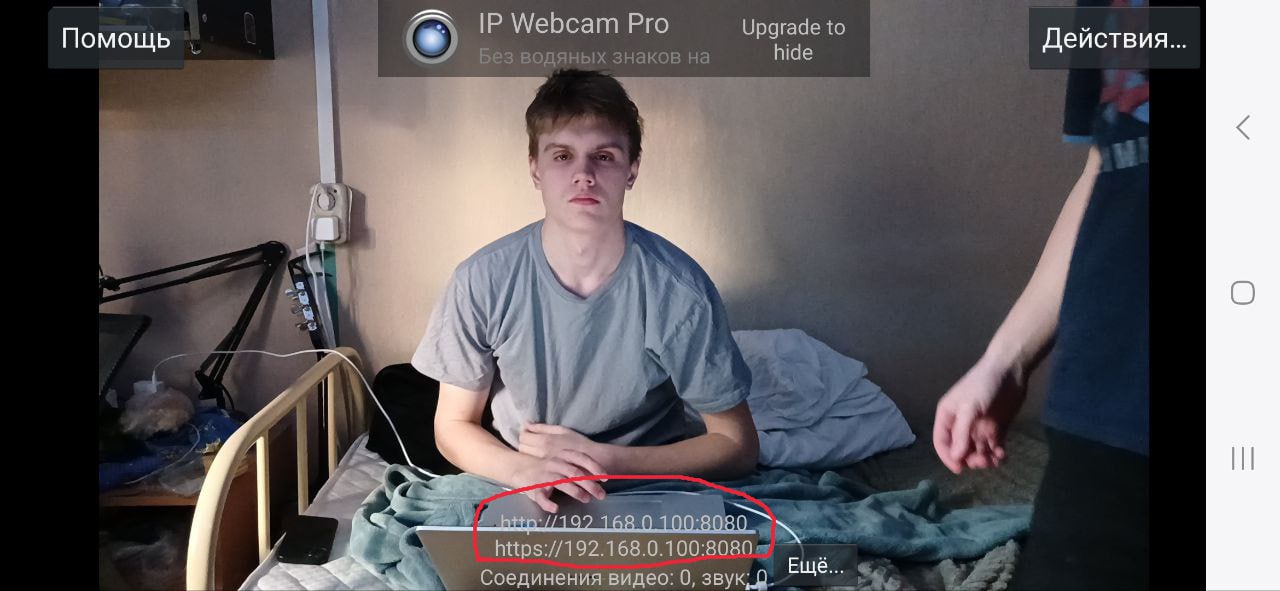 Помощь
IP Webcam Pro
Без водяных знаков на
Upgrade to
hide
Действия...
http://192.168.0.100:8080
https://192.168.0.100:8080
Соединения видео: 0, звук: 0
Ещё...